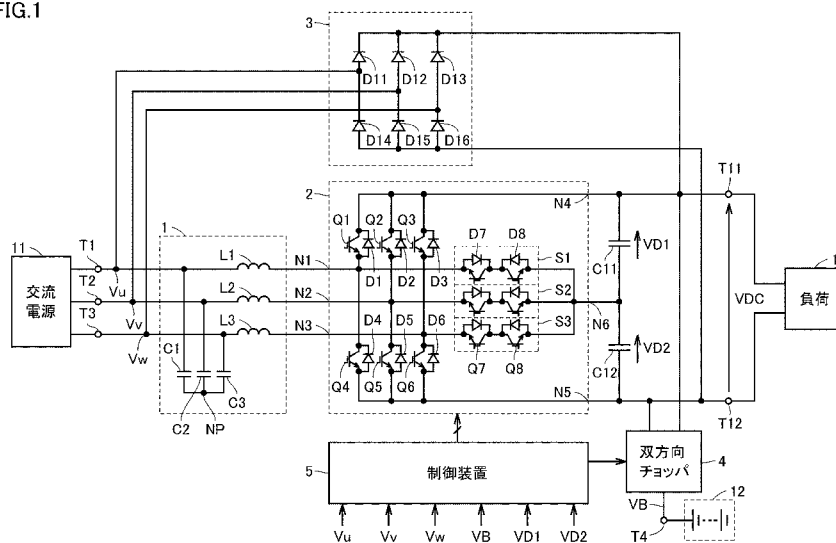 FIG.1
3
D11
D12
D13
D14
D15
D16
11
交流
電源
T1
T2
T3
Vu
Vv
Vw
1
L1
L2
L3
C1
C2
C3
NP
N1
N2
N3
2
Q1
Q2
Q3
D1
D2
D3
D4
D5
D6
Q4
Q5
Q6
D7
D8
S1
S2
S3
Q7
Q8
N4
N6
N5
C11
VD1
C12
VD2
VDC
T11
T12
1
負荷
5
制御装置
Vu
Vv
Vw
VB
VD1
VD2
双方向
チョッパ
4
VB
T4
12